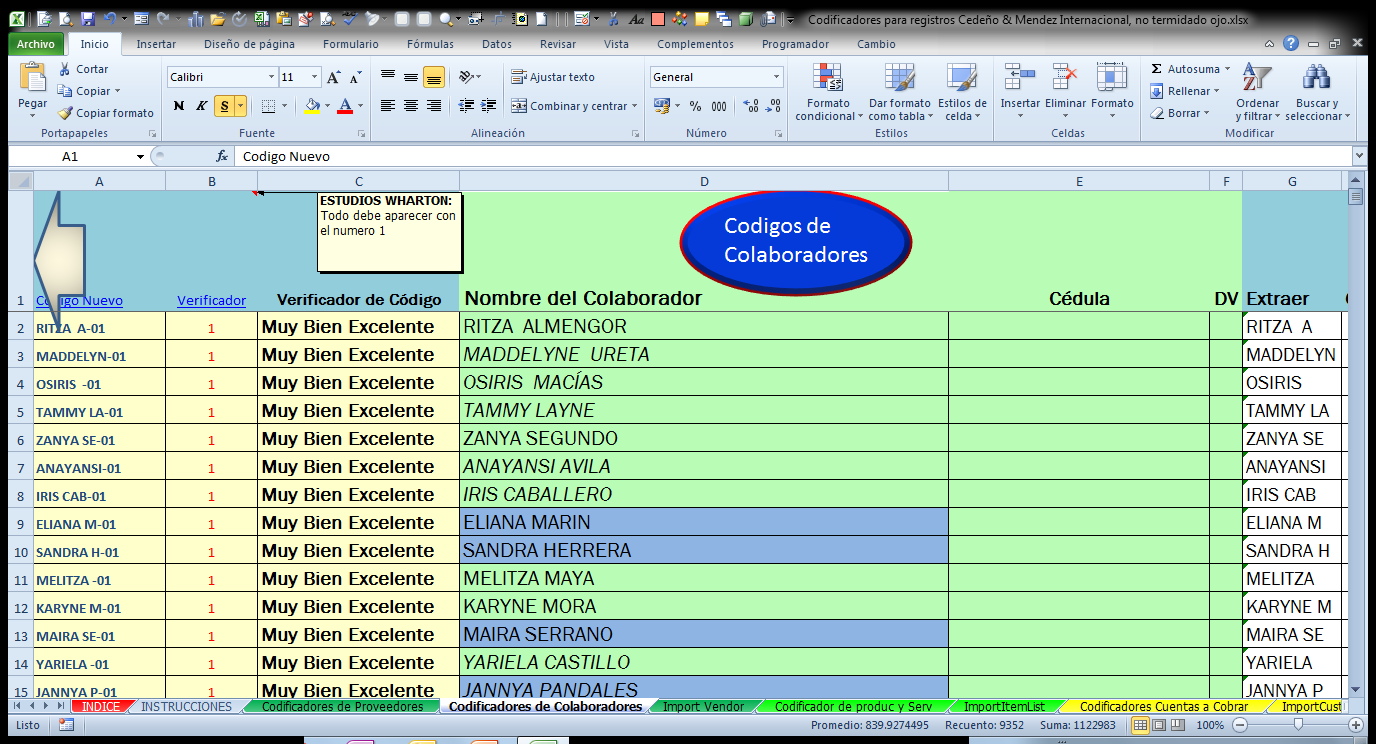 Codificadores para registros Cedeño & Mendez Internacional, no termidado ojo.xlsx
Archivo Inicio Insertar Diseño de página Formulario Fórmulas Datos Revisar Vista Complementos Programador Cambio
Pegar
Cortar
Copiar
Copiar formato
Portapapeles
Calibri 11
N K S
Fuente
Ajustar texto
Combinar y centrar
Alineación
General
% 000
Número
Formato condicional
Dar formato como tabla
Estilos de celda
Estilos
Insertar Eliminar Formato
Celdas
Σ Autosuma
Rellenar
Borrar
Ordenar y filtrar
Buscar y seleccionar
Modificar
A1 fx Codigo Nuevo
A B C D E F G
ESTUDIOS WHARTON:
Todo debe aparecer con
el numero 1
Codigos de
Colaboradores
1 Codigo Nuevo Verificador Verificador de Código Nombre del Colaborador Cédula DV Extraer
2 RITZA A-01 1 Muy Bien Excelente RITZA ALMENGOR RITZA A
3 MADDELYN-01 1 Muy Bien Excelente MADDELYNE URETA MADDELYN
4 OSIRIS -01 1 Muy Bien Excelente OSIRIS MACÍAS OSIRIS
5 TAMMY LA-01 1 Muy Bien Excelente TAMMY LAYNE TAMMY LA
6 ZANYA SE-01 1 Muy Bien Excelente ZANYA SEGUNDO ZANYA SE
7 ANAYANSI-01 1 Muy Bien Excelente ANAYANSI AVILA ANAYANSI
8 IRIS CAB-01 1 Muy Bien Excelente IRIS CABALLERO IRIS CAB
9 ELIANA M-01 1 Muy Bien Excelente ELIANA MARIN ELIANA M
10 SANDRA H-01 1 Muy Bien Excelente SANDRA HERRERA SANDRA H
11 MELITZA -01 1 Muy Bien Excelente MELITZA MAYA MELITZA
12 KARYNE M-01 1 Muy Bien Excelente KARYNE MORA KARYNE M
13 MAIRA SE-01 1 Muy Bien Excelente MAIRA SERRANO MAIRA SE
14 YARIELA -01 1 Muy Bien Excelente YARIELA CASTILLO YARIELA
15 JANNYA P-01 1 Muy Bien Excelente JANNYA PANDALES JANNYA P
INDICE INSTRUCCIONES Codificadores de Proveedores Codificadores de Colaboradores Import Vendor Codificador de produc y Serv ImportItemList Codificadores Cuentas a Cobrar ImportCust
Listo Promedio: 839.9274495 Recuento: 9352 Suma: 1122983 100%